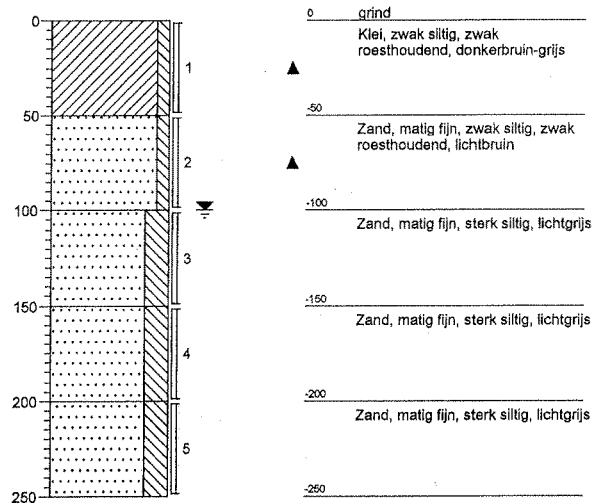 0
grind
0
Klei, zwak siltig, zwak
roesthoudend, donkerbruin-grijs
1
50
-50
Zand, matig fijn, zwak siltig, zwak
roesthoudend, lichtbruin
2
100
-100
Zand, matig fijn, sterk siltig, lichtgrijs
3
150
-150
Zand, matig fijn, sterk siltig, lichtgrijs
4
200
-200
Zand, matig fijn, sterk siltig, lichtgrijs
5
250
-250